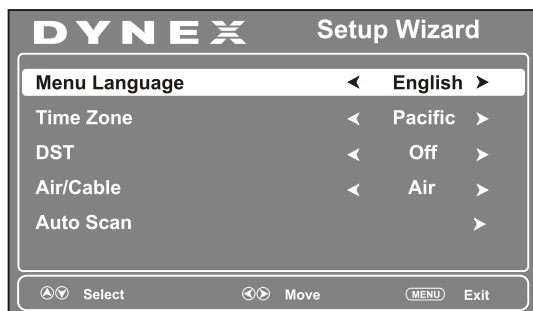 DYNEX Setup Wizard
Menu Language English
Time Zone Pacific
DST Off
Air/Cable Air
Auto Scan
Select Move MENU Exit